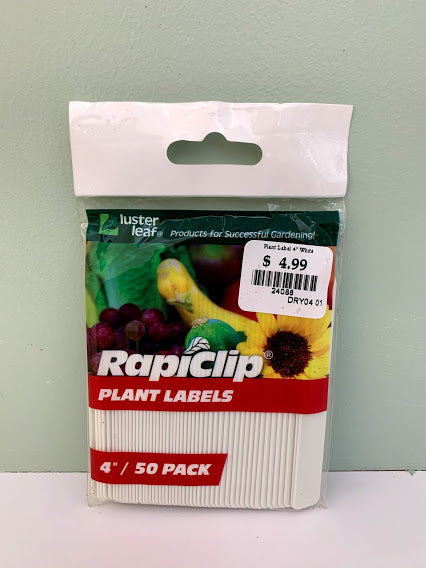 luster
leaf® Products for Successful Gardening!
Plant Label 4" White
$ 4.99
24088
DRY04 01
RapiClip®
PLANT LABELS
4" / 50 PACK